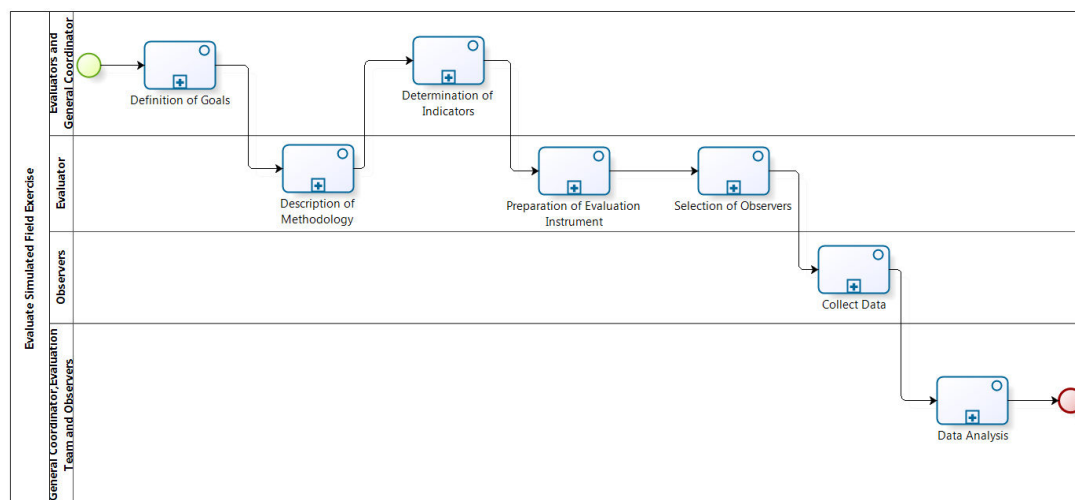 Evaluate Simulated Field Exercise
Evaluators and
General Coordinator
Definition of Goals
Determination of
Indicators
Evaluator
Description of
Methodology
Preparation of Evaluation
Instrument
Selection of Observers
Observers
Collect Data
General Coordinator,Evaluation
Team and Observers
Data Analysis